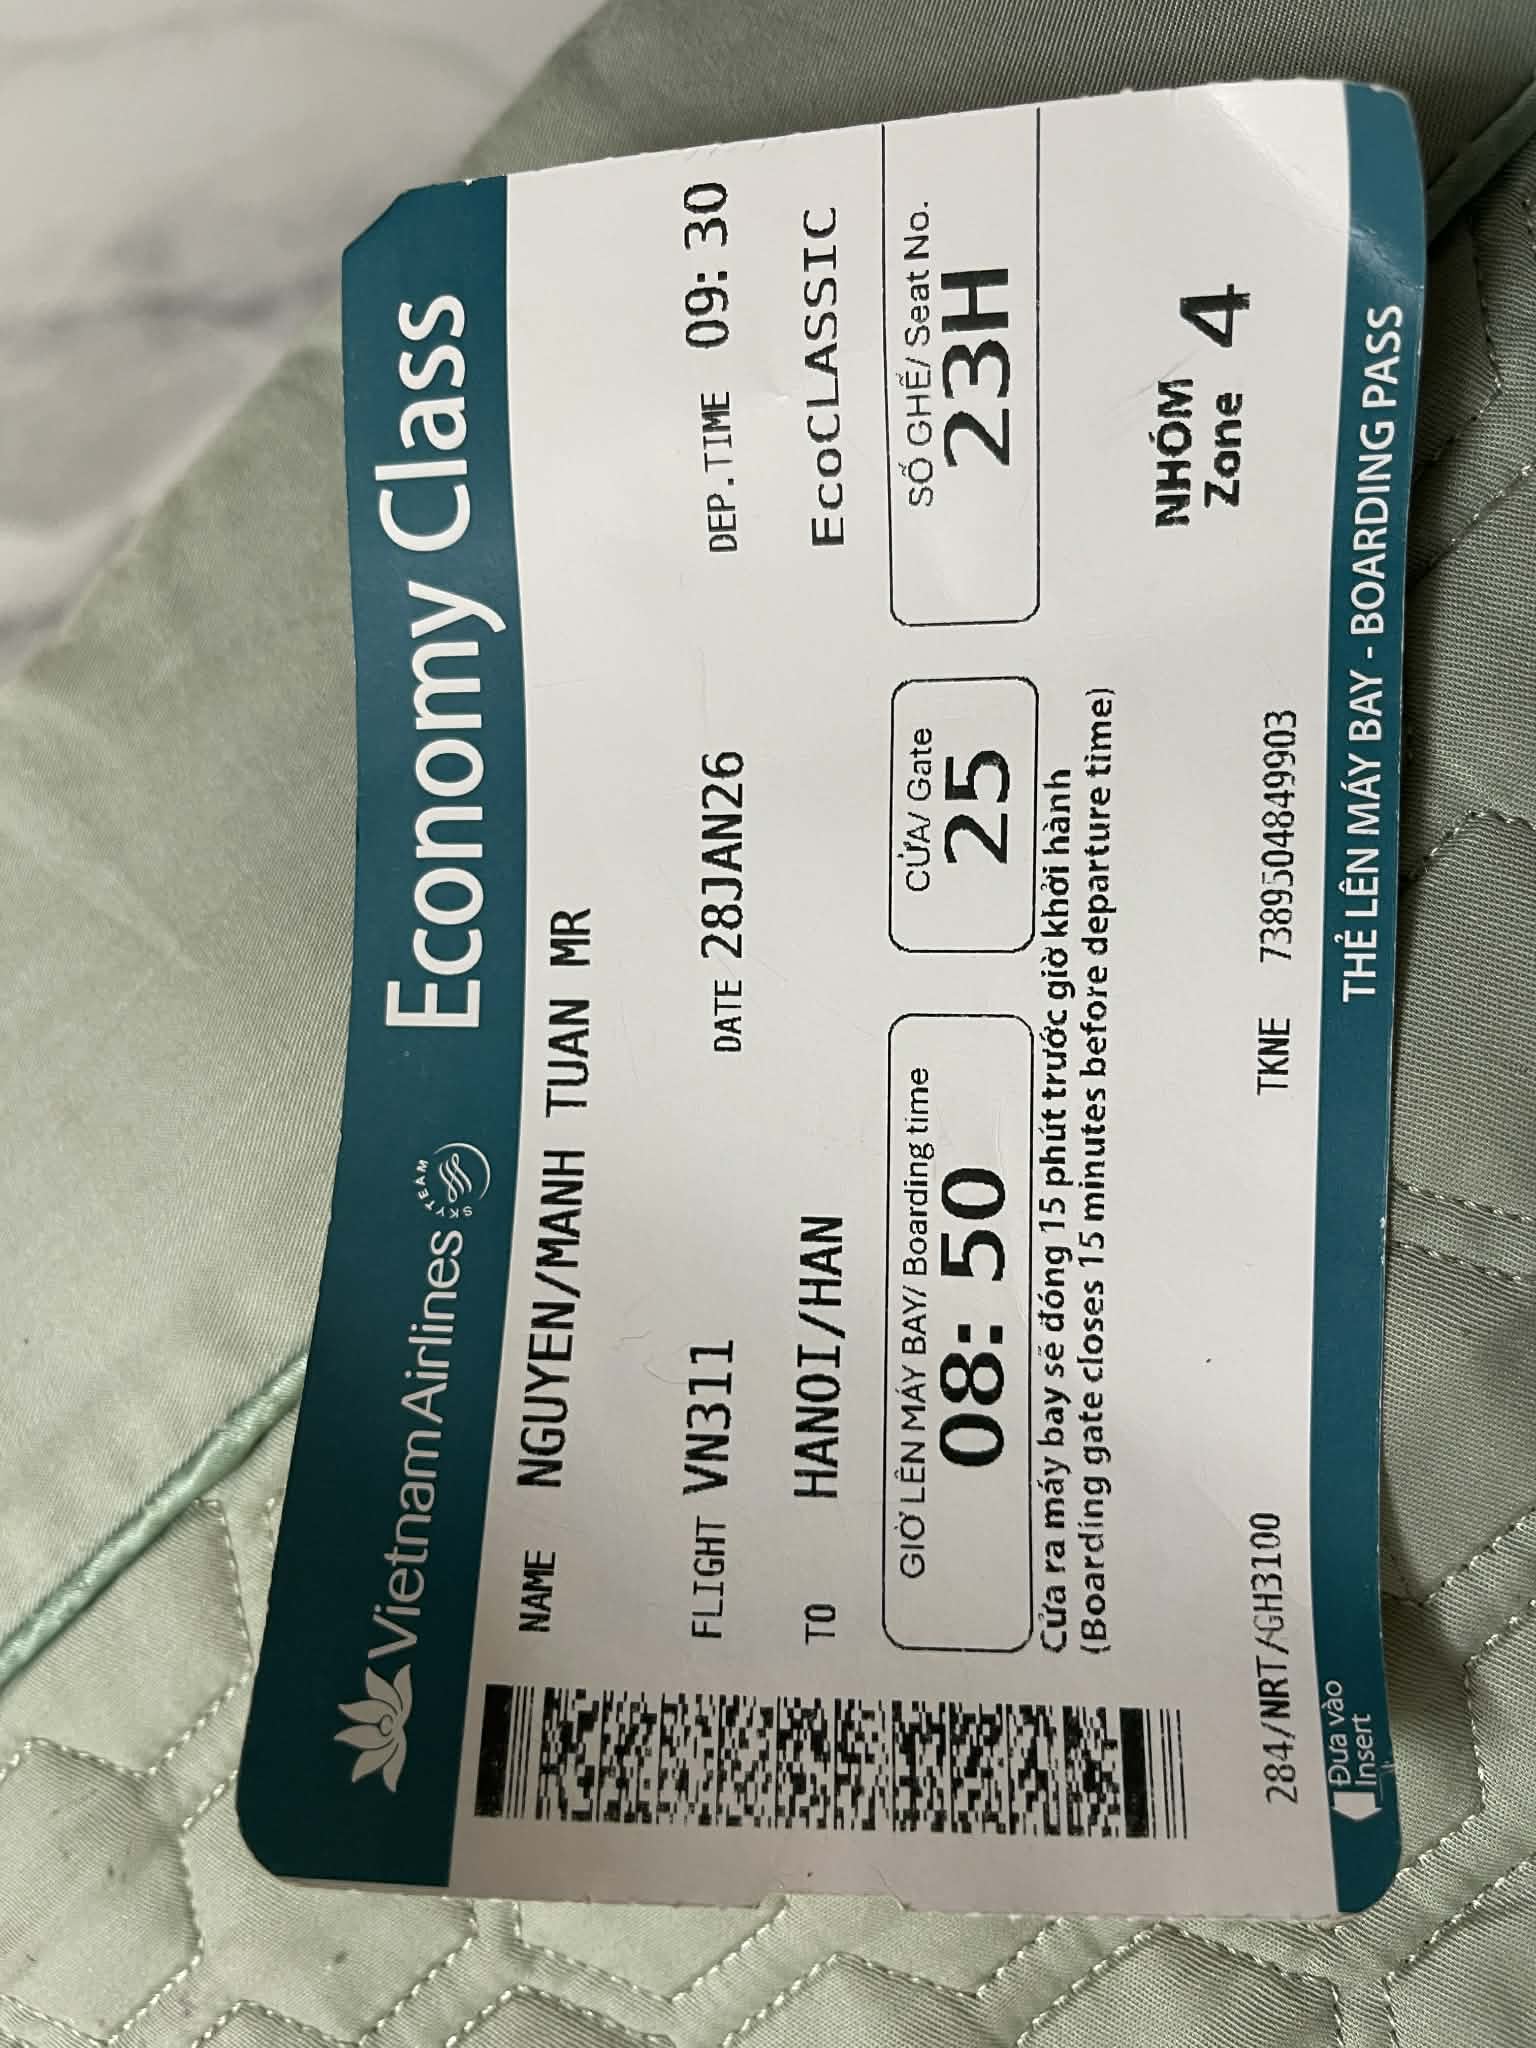 Vietnam Airlines SKYTEAM Economy Class
NAME NGUYEN/MANH TUAN MR
FLIGHT VN311 DATE 28JAN26 DEP.TIME 09:30
TO HANOI/HAN EcoCLASSIC
GIỜ LÊN MÁY BAY/ Boarding time CỬA/ Gate SỐ GHẾ/ Seat No.
08:50 25 23H
Cửa ra máy bay sẽ đóng 15 phút trước giờ khởi hành
(Boarding gate closes 15 minutes before departure time)
NHÓM
Zone 4
284/NRT/GH3100 TKNE 7389504849903
Đưa vào
Insert
THẺ LÊN MÁY BAY - BOARDING PASS